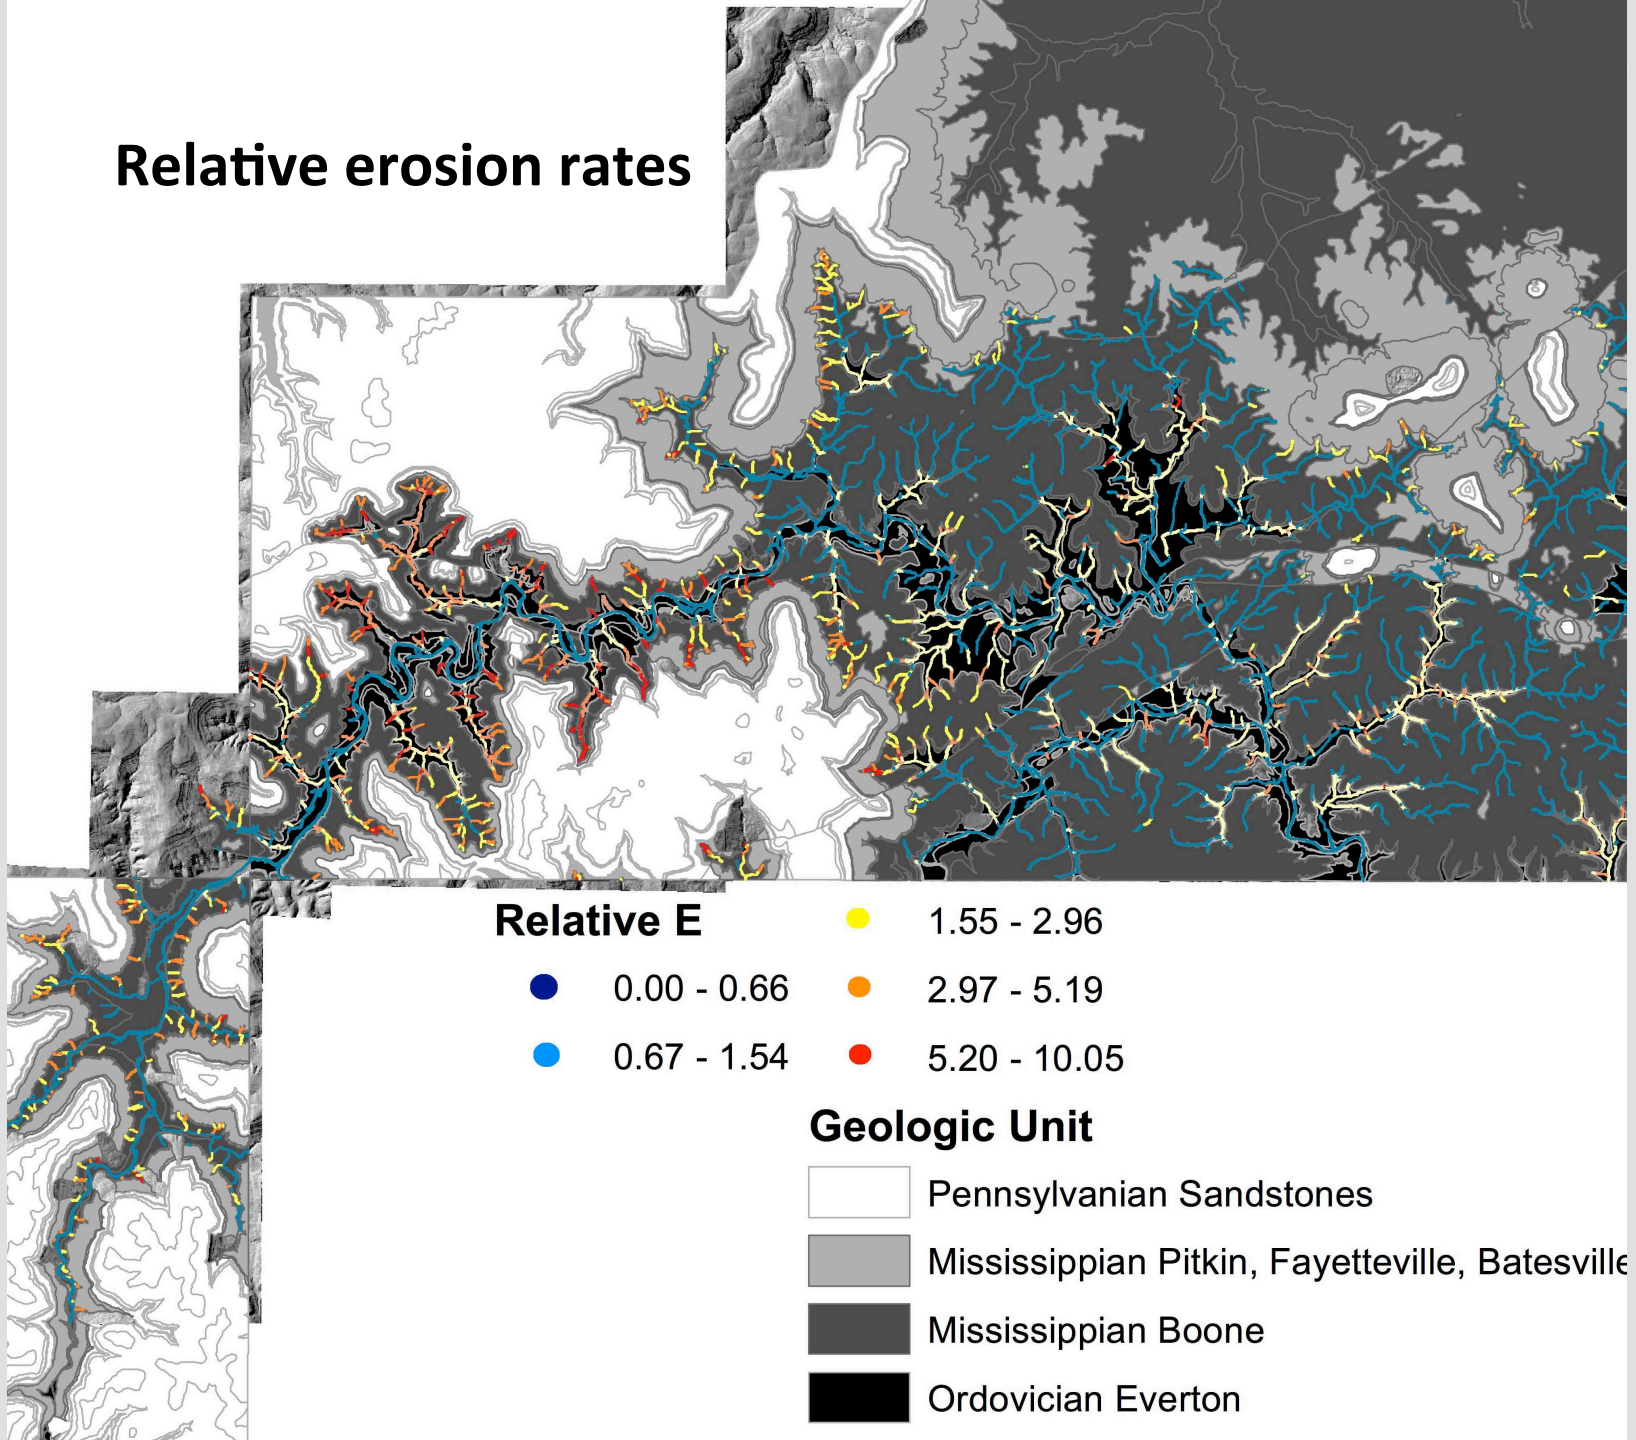 Relative erosion rates
Relative E
0.00 - 0.66
0.67 - 1.54
1.55 - 2.96
2.97 - 5.19
5.20 - 10.05
Geologic Unit
Pennsylvanian Sandstones
Mississippian Pitkin, Fayetteville, Batesville
Mississippian Boone
Ordovician Everton